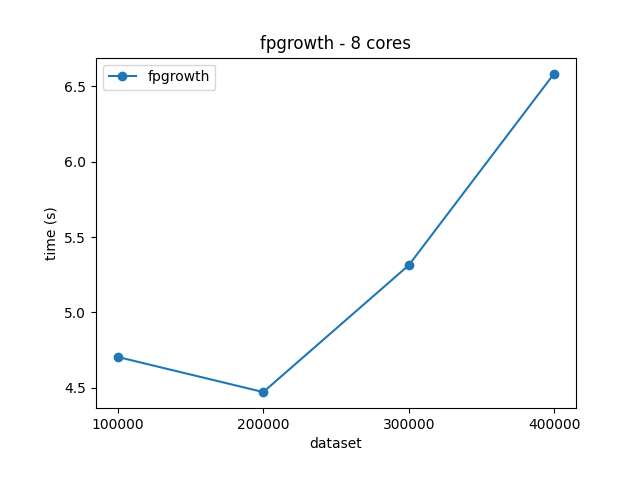 fpgrowth - 8 cores
fpgrowth
6.5
6.0
5.5
5.0
4.5
time (s)
100000 200000 300000 400000
dataset